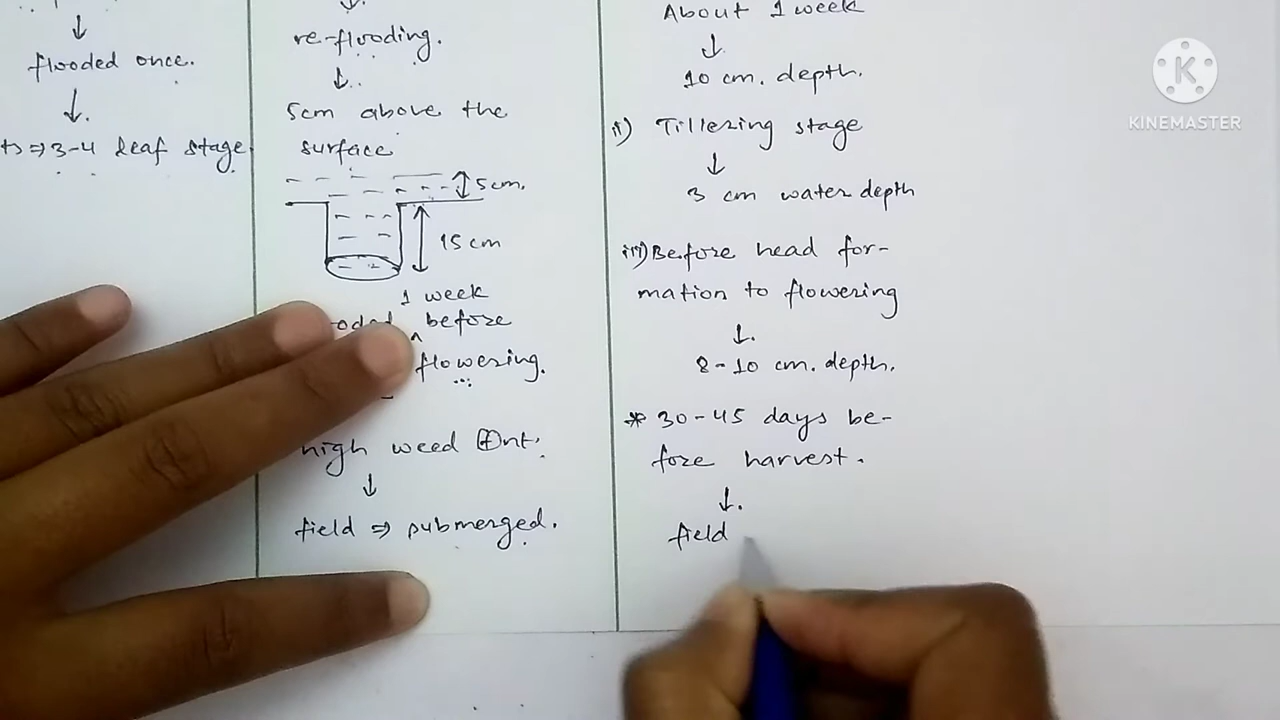 flooded once.
⇒ 3-4 leaf stage.
re-flooding.
5cm above the
surface
5cm.
15 cm
1 week
before
flowering.
high weed
field ⇒ submerged.
About 1 week
10 cm. depth.
ii) Tillering stage
3 cm water depth
iii) Before head for-
mation to flowering
8-10 cm. depth.
* 30-45 days be-
fore harvest.
field
KINEMASTER